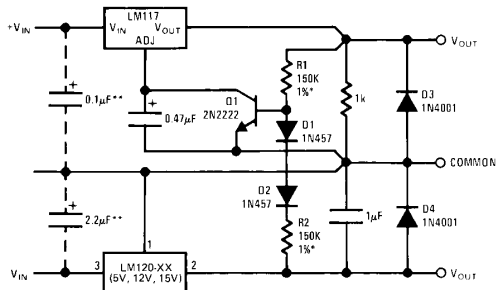 LM117
+VIN
VIN VOUT
ADJ
VOUT
R1
150K
1%*
1k
D3
1N4001
Q1
2N2222
+
0.1µF**
+
0.47µF
D1
1N457
COMMON
D2
1N457
+
2.2µF**
R2
150K
1%*
1µF
D4
1N4001
1
VIN
3
LM120-XX
(5V, 12V, 15V)
2
VOUT